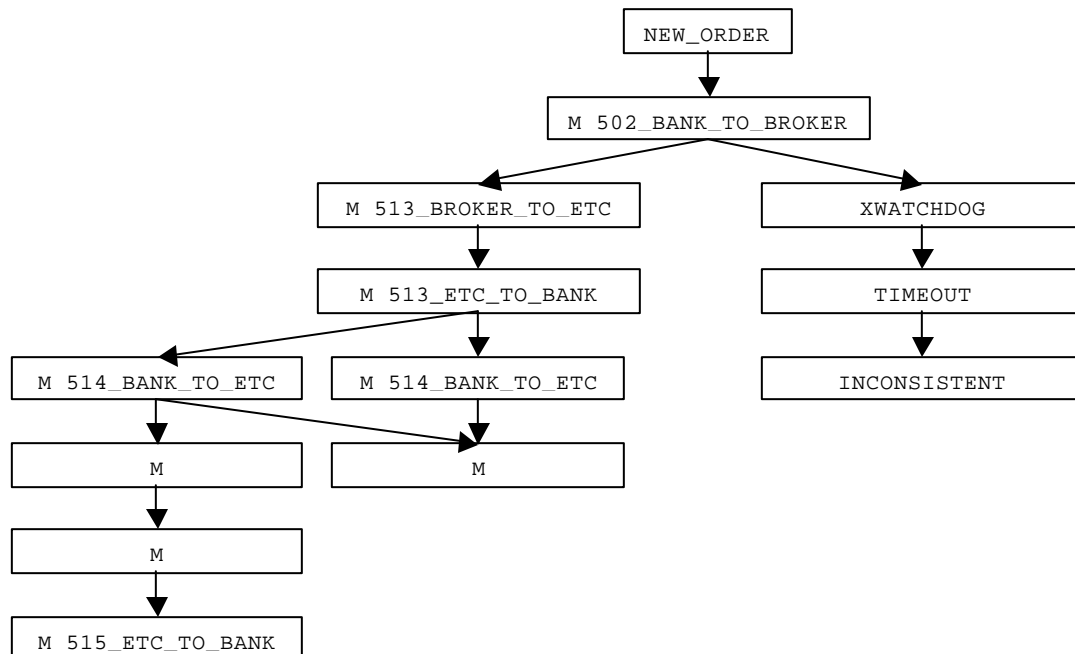 NEW_ORDER
M 502_BANK_TO_BROKER
M 513_BROKER_TO_ETC
XWATCHDOG
M 513_ETC_TO_BANK
TIMEOUT
M 514_BANK_TO_ETC
M 514_BANK_TO_ETC
INCONSISTENT
M
M
M
M 515_ETC_TO_BANK